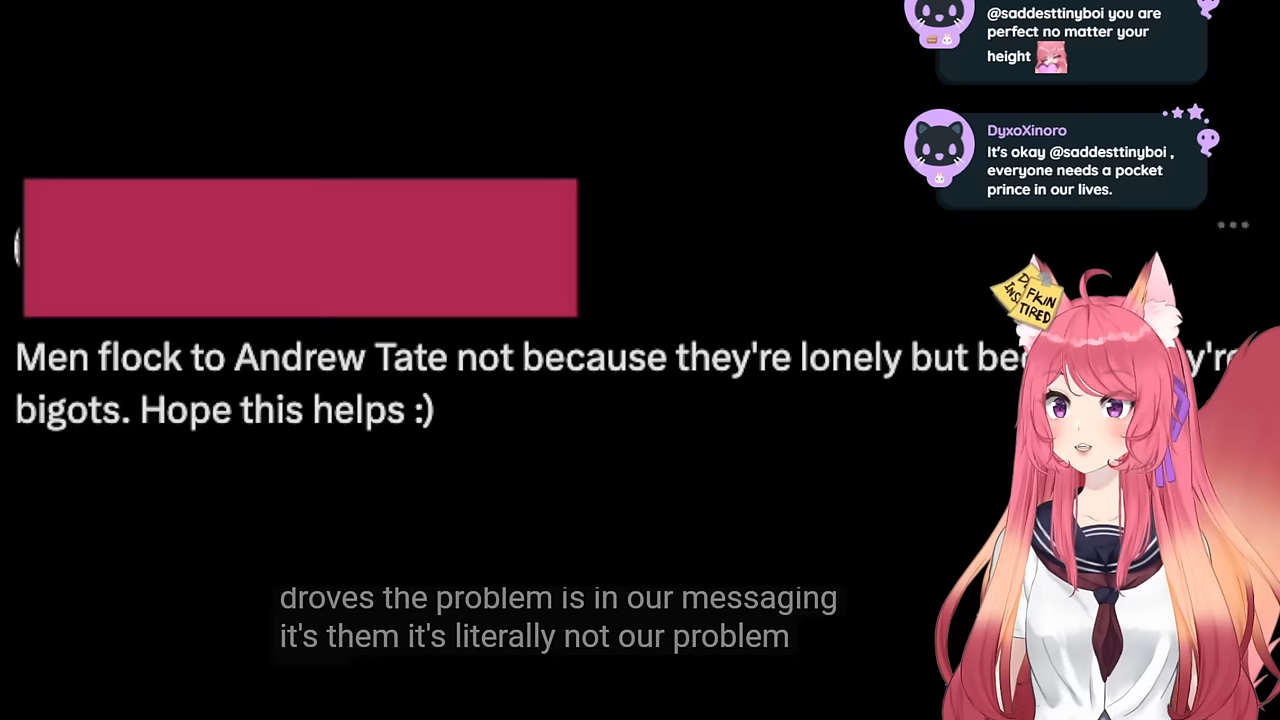 @saddesttinyboi you are
perfect no matter your
height
DyxoXinoro
It's okay @saddesttinyboi ,
everyone needs a pocket
prince in our lives.
FKIN
TIRED
Men flock to Andrew Tate not because they're lonely but
bigots. Hope this helps :)
droves the problem is in our messaging
it's them it's literally not our problem